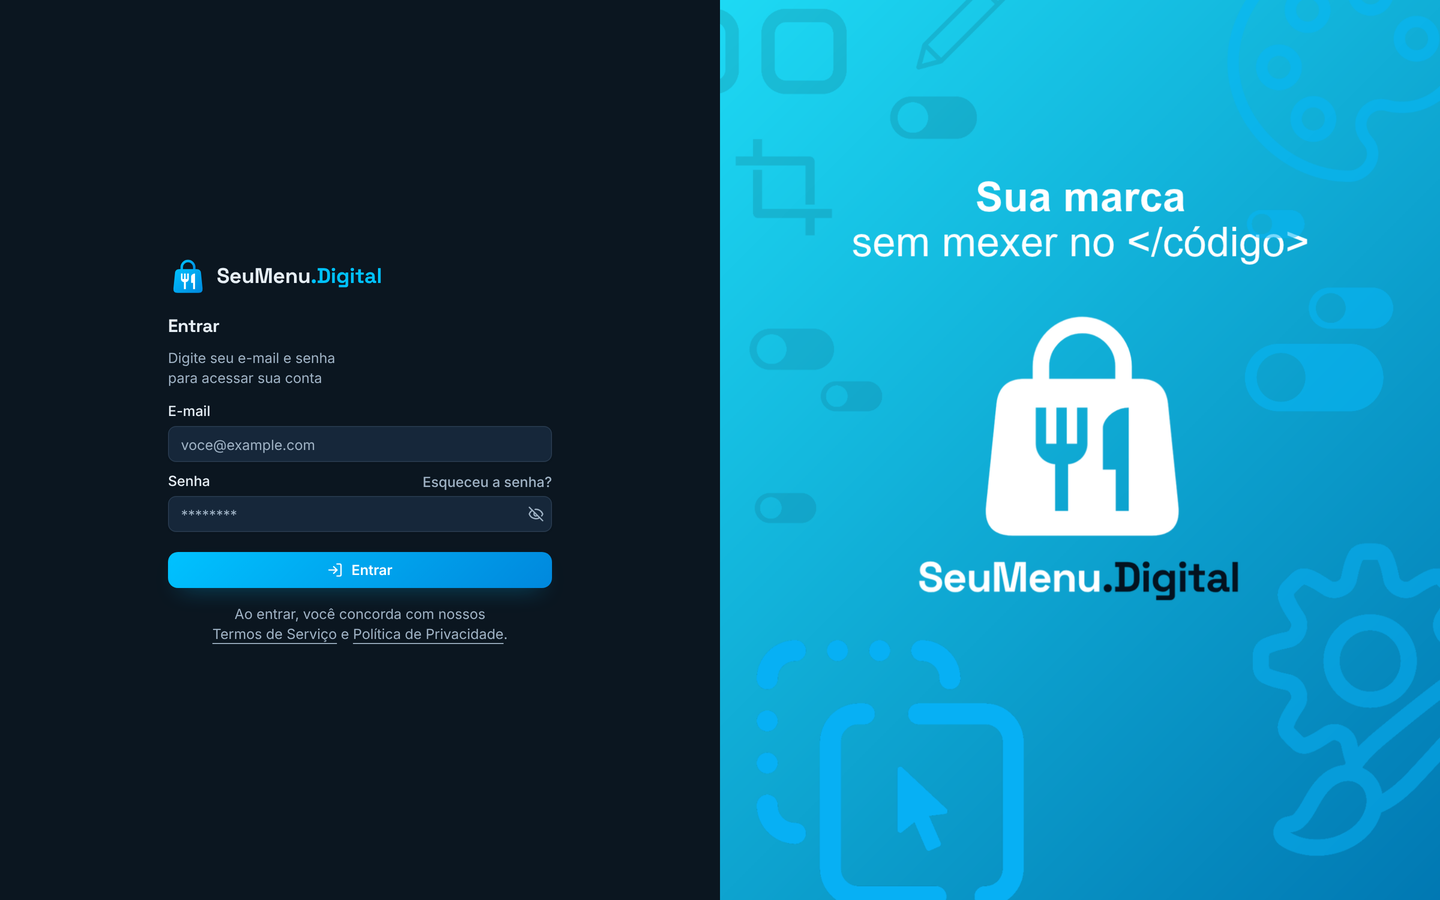 SeuMenu.Digital
Entrar
Digite seu e-mail e senha
para acessar sua conta
E-mail
voce@example.com
Senha
Esqueceu a senha?
********
Entrar
Ao entrar, você concorda com nossos
Termos de Serviço e Política de Privacidade.
Sua marca
sem mexer no </código>
SeuMenu.Digital